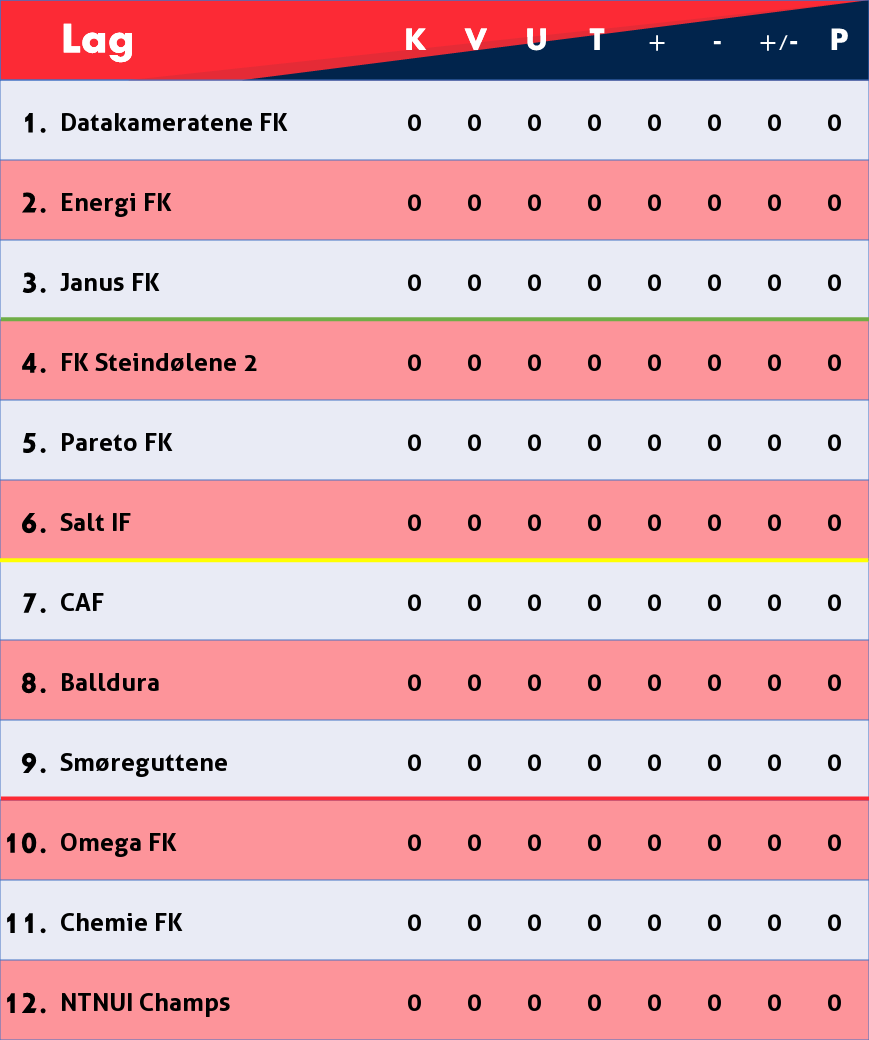 Lag K V U T + - +/- P
1. Datakameratene FK 0 0 0 0 0 0 0 0
2. Energi FK 0 0 0 0 0 0 0 0
3. Janus FK 0 0 0 0 0 0 0 0
4. FK Steindølene 2 0 0 0 0 0 0 0 0
5. Pareto FK 0 0 0 0 0 0 0 0
6. Salt IF 0 0 0 0 0 0 0 0
7. CAF 0 0 0 0 0 0 0 0
8. Balldura 0 0 0 0 0 0 0 0
9. Smøreguttene 0 0 0 0 0 0 0 0
10. Omega FK 0 0 0 0 0 0 0 0
11. Chemie FK 0 0 0 0 0 0 0 0
12. NTNUI Champs 0 0 0 0 0 0 0 0